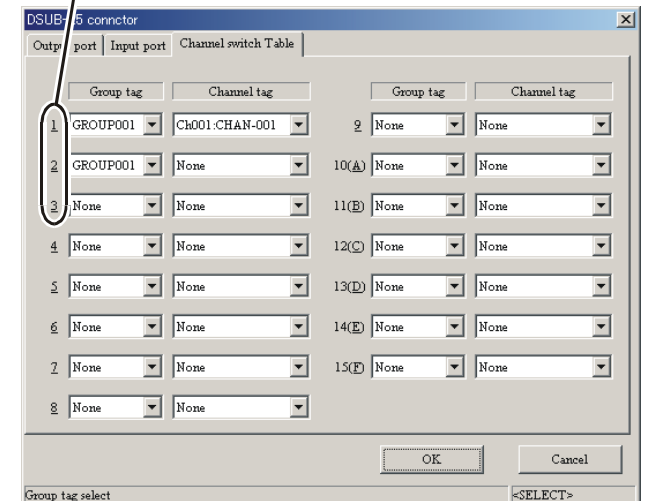 DSUB-25 connctor
Output port Input port Channel switch Table
Group tag Channel tag Group tag Channel tag
1 GROUP001 Ch001:CHAN-001 9 None None
2 GROUP001 None 10(A) None None
3 None None 11(B) None None
4 None None 12(C) None None
5 None None 13(D) None None
6 None None 14(E) None None
7 None None 15(F) None None
8 None None
OK Cancel
Group tag select <SELECT>